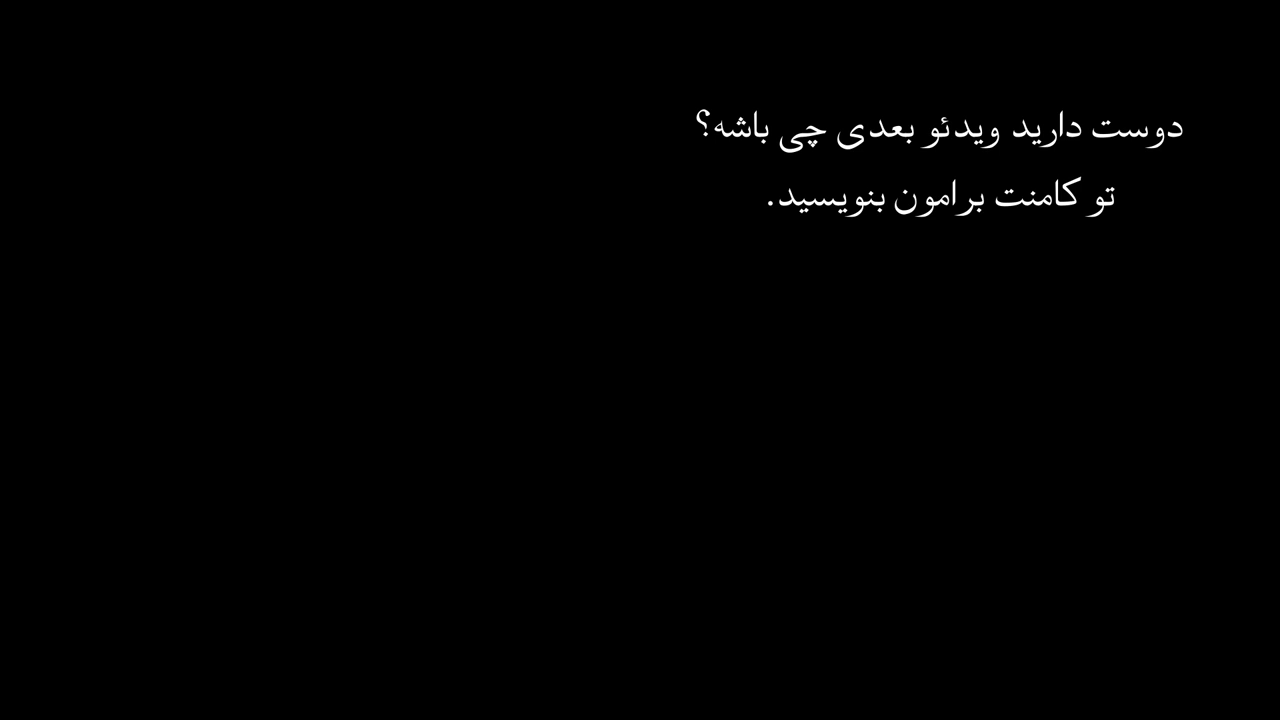 دوست دارید ویدئو بعدی چی باشه؟
تو کامنت برامون بنویسید.